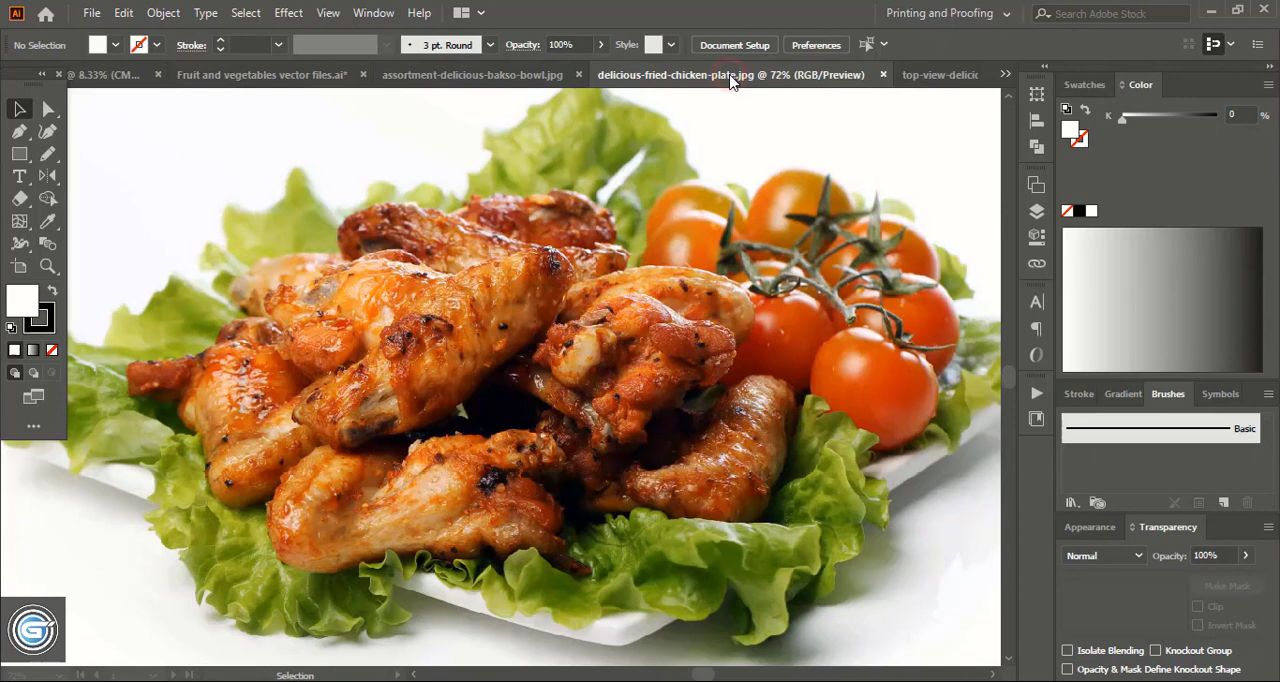 Ai File Edit Object Type Select Effect View Window Help Printing and Proofing Search Adobe Stock
No Selection Stroke: 3 pt. Round Opacity: 100% Style: Document Setup Preferences
@ 8.33% (CM... Fruit and vegetables vector files.ai* assortment-delicious-bakso-bowl.jpg delicious-fried-chicken-plate.jpg @ 72% (RGB/Preview) top-view-delicio
Swatches Color
K 0 %
Stroke Gradient Brushes Symbols
Basic
Appearance Transparency
Normal Opacity: 100%
Make Mask
Clip
Invert Mask
Isolate Blending Knockout Group
Opacity & Mask Define Knockout Shape
72% 1 Selection